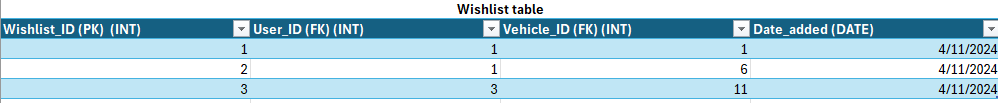 Wishlist table
Wishlist_ID (PK) (INT) User_ID (FK) (INT) Vehicle_ID (FK) (INT) Date_added (DATE)
1 1 1 4/11/2024
2 1 6 4/11/2024
3 3 11 4/11/2024